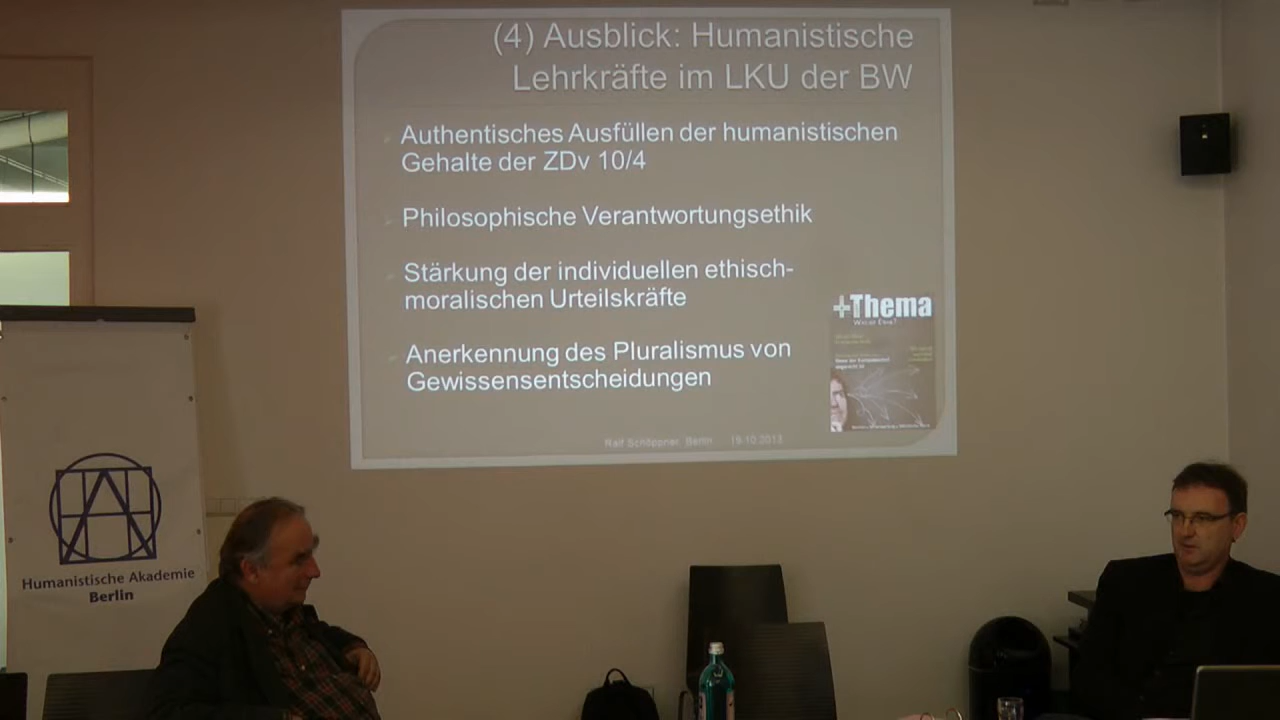 (4) Ausblick: Humanistische
Lehrkräfte im LKU der BW
Authentisches Ausfüllen der humanistischen
Gehalte der ZDv 10/4
Philosophische Verantwortungsethik
Stärkung der individuellen ethisch-
moralischen Urteilskräfte
Anerkennung des Pluralismus von
Gewissensentscheidungen
+Thema
Ralf Schöppner, Berlin 19.10.2013
Humanistische Akademie
Berlin